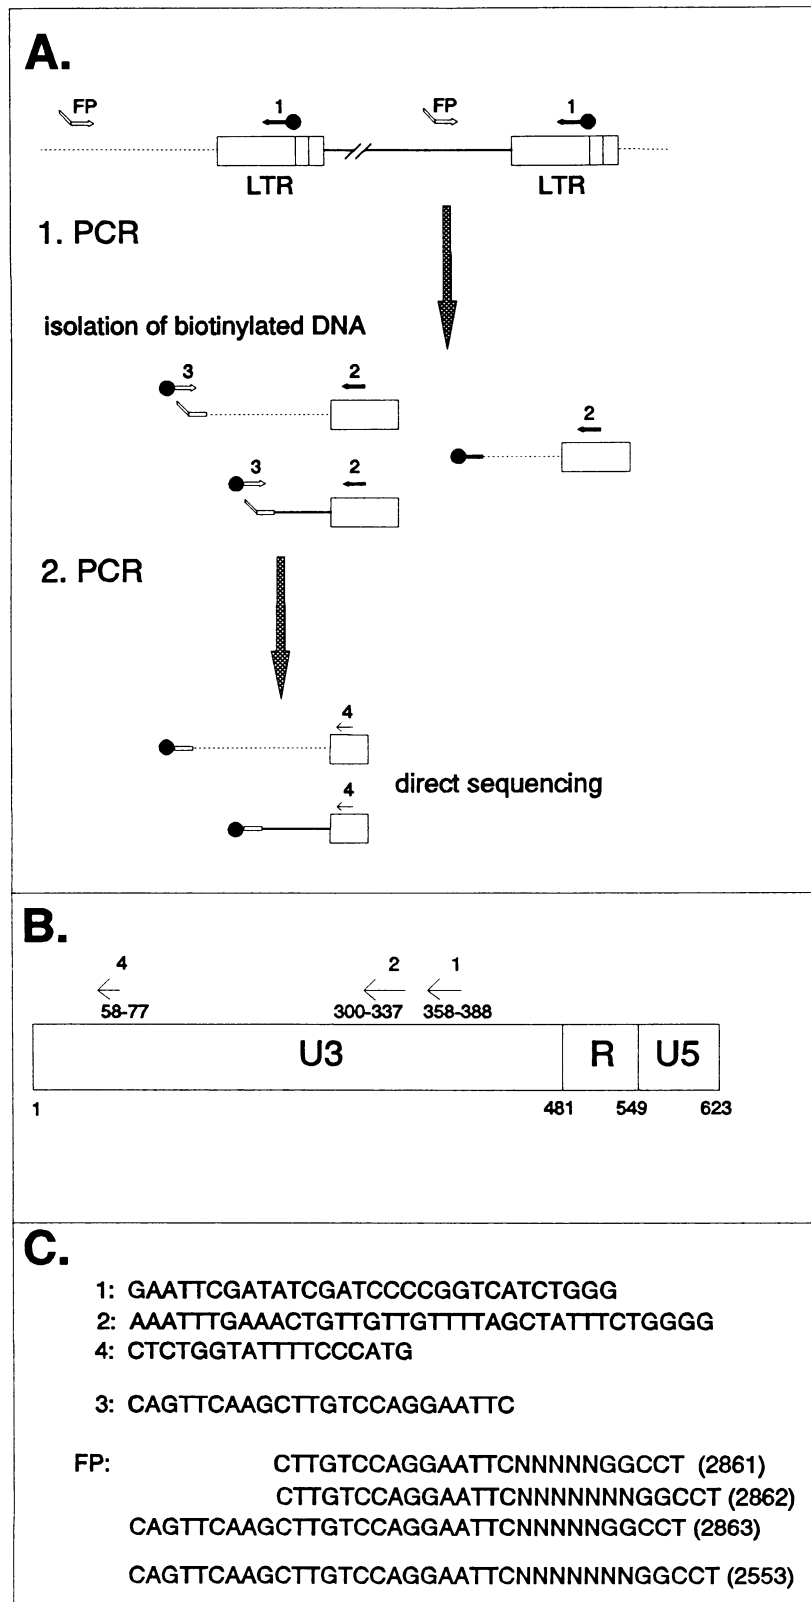 A.
FP 1 FP 1
LTR LTR
1. PCR
isolation of biotinylated DNA
3 2
2
3 2
2. PCR
4
direct sequencing
4
B.
4 2 1
58-77 300-337 358-388
U3 R U5
1 481 549 623
C.
1: GAATTCGATATCGATCCCCGGTCATCTGGG
2: AAATTTGAAACTGTTGTTGTTTTAGCTATTTCTGGGG
4: CTCTGGTATTTTCCCATG
3: CAGTTCAAGCTTGTCCAGGAATTC
FP: CTTGTCCAGGAATTCNNNNNGGCCT (2861)
CTTGTCCAGGAATTCNNNNNNNGGCCT (2862)
CAGTTCAAGCTTGTCCAGGAATTCNNNNNGGCCT (2863)
CAGTTCAAGCTTGTCCAGGAATTCNNNNNNNGGCCT (2553)